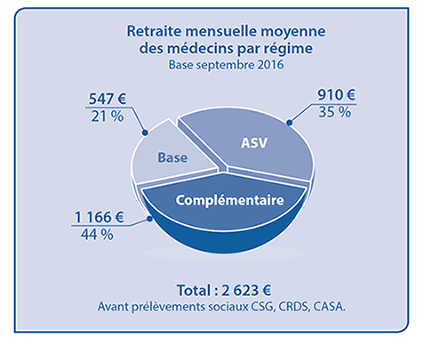 Retraite mensuelle moyenne
des médecins par régime
Base septembre 2016
547 €
21 %
910 €
35 %
ASV
Base
Complémentaire
1 166 €
44 %
Total : 2 623 €
Avant prélèvements sociaux CSG, CRDS, CASA.